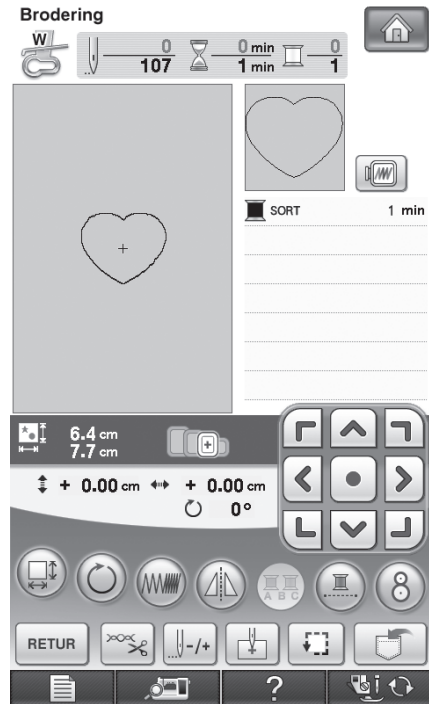 Brodering
W
0 0 min 0
107 1 min 1
SORT 1 min
6.4 cm
7.7 cm
+ 0.00 cm + 0.00 cm
0°
A B C
8
RETUR -/+
?